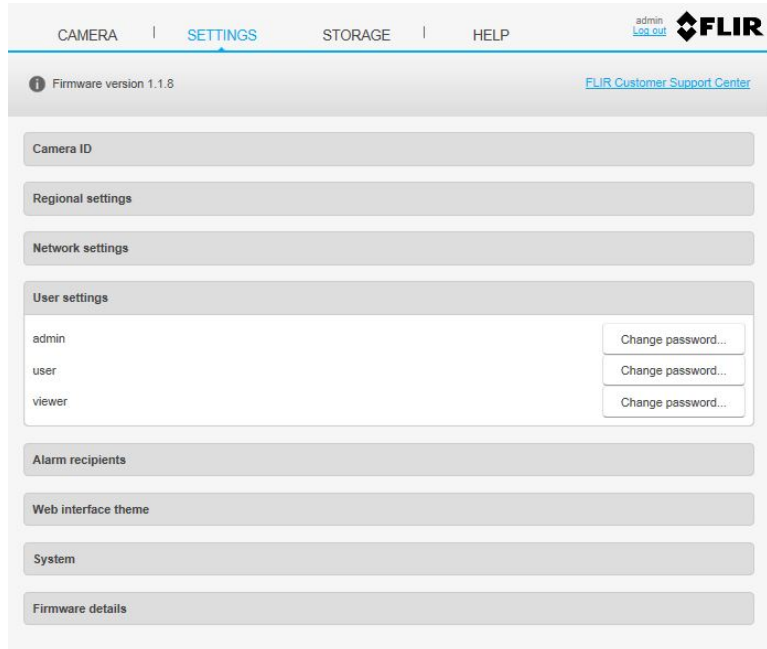 CAMERA | SETTINGS STORAGE | HELP
admin
Log out
FLIR
Firmware version 1.1.8
FLIR Customer Support Center
Camera ID
Regional settings
Network settings
User settings
admin Change password...
user Change password...
viewer Change password...
Alarm recipients
Web interface theme
System
Firmware details